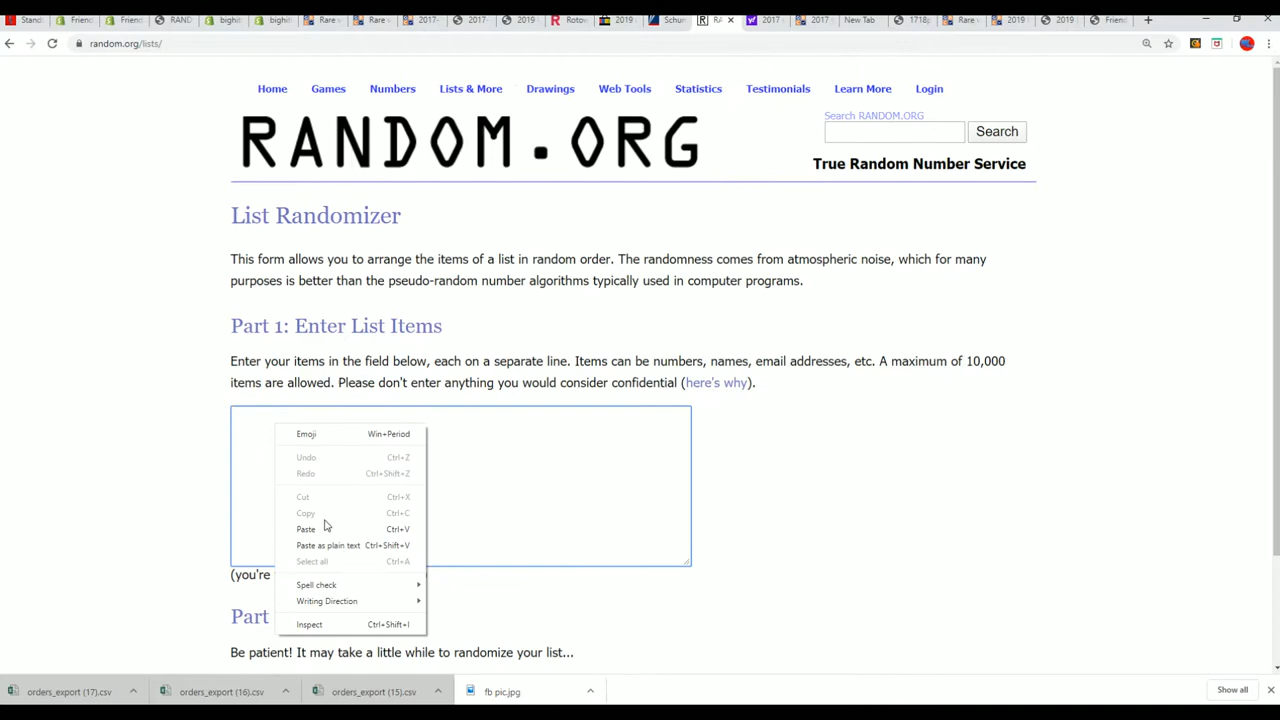 Stand
Friend
Friend
RAND
bight
bight
Rare v
Rare v
2017-
2017-
2019
Rotov
2019
Schur
RA
2017
2017
New Tab
1718p
Rare v
2019
2019
Friend
random.org/lists/
Home Games Numbers Lists & More Drawings Web Tools Statistics Testimonials Learn More Login
Search RANDOM.ORG
RANDOM.ORG
Search
True Random Number Service
List Randomizer
This form allows you to arrange the items of a list in random order. The randomness comes from atmospheric noise, which for many
purposes is better than the pseudo-random number algorithms typically used in computer programs.
Part 1: Enter List Items
Enter your items in the field below, each on a separate line. Items can be numbers, names, email addresses, etc. A maximum of 10,000
items are allowed. Please don't enter anything you would consider confidential (here's why).
Emoji Win+Period
Undo Ctrl+Z
Redo Ctrl+Shift+Z
Cut Ctrl+X
Copy Ctrl+C
Paste Ctrl+V
Paste as plain text Ctrl+Shift+V
Select all Ctrl+A
Spell check
Writing Direction
Inspect Ctrl+Shift+I
(you're
Part
Be patient! It may take a little while to randomize your list...
orders_export (17).csv
orders_export (16).csv
orders_export (15).csv
fb pic.jpg
Show all